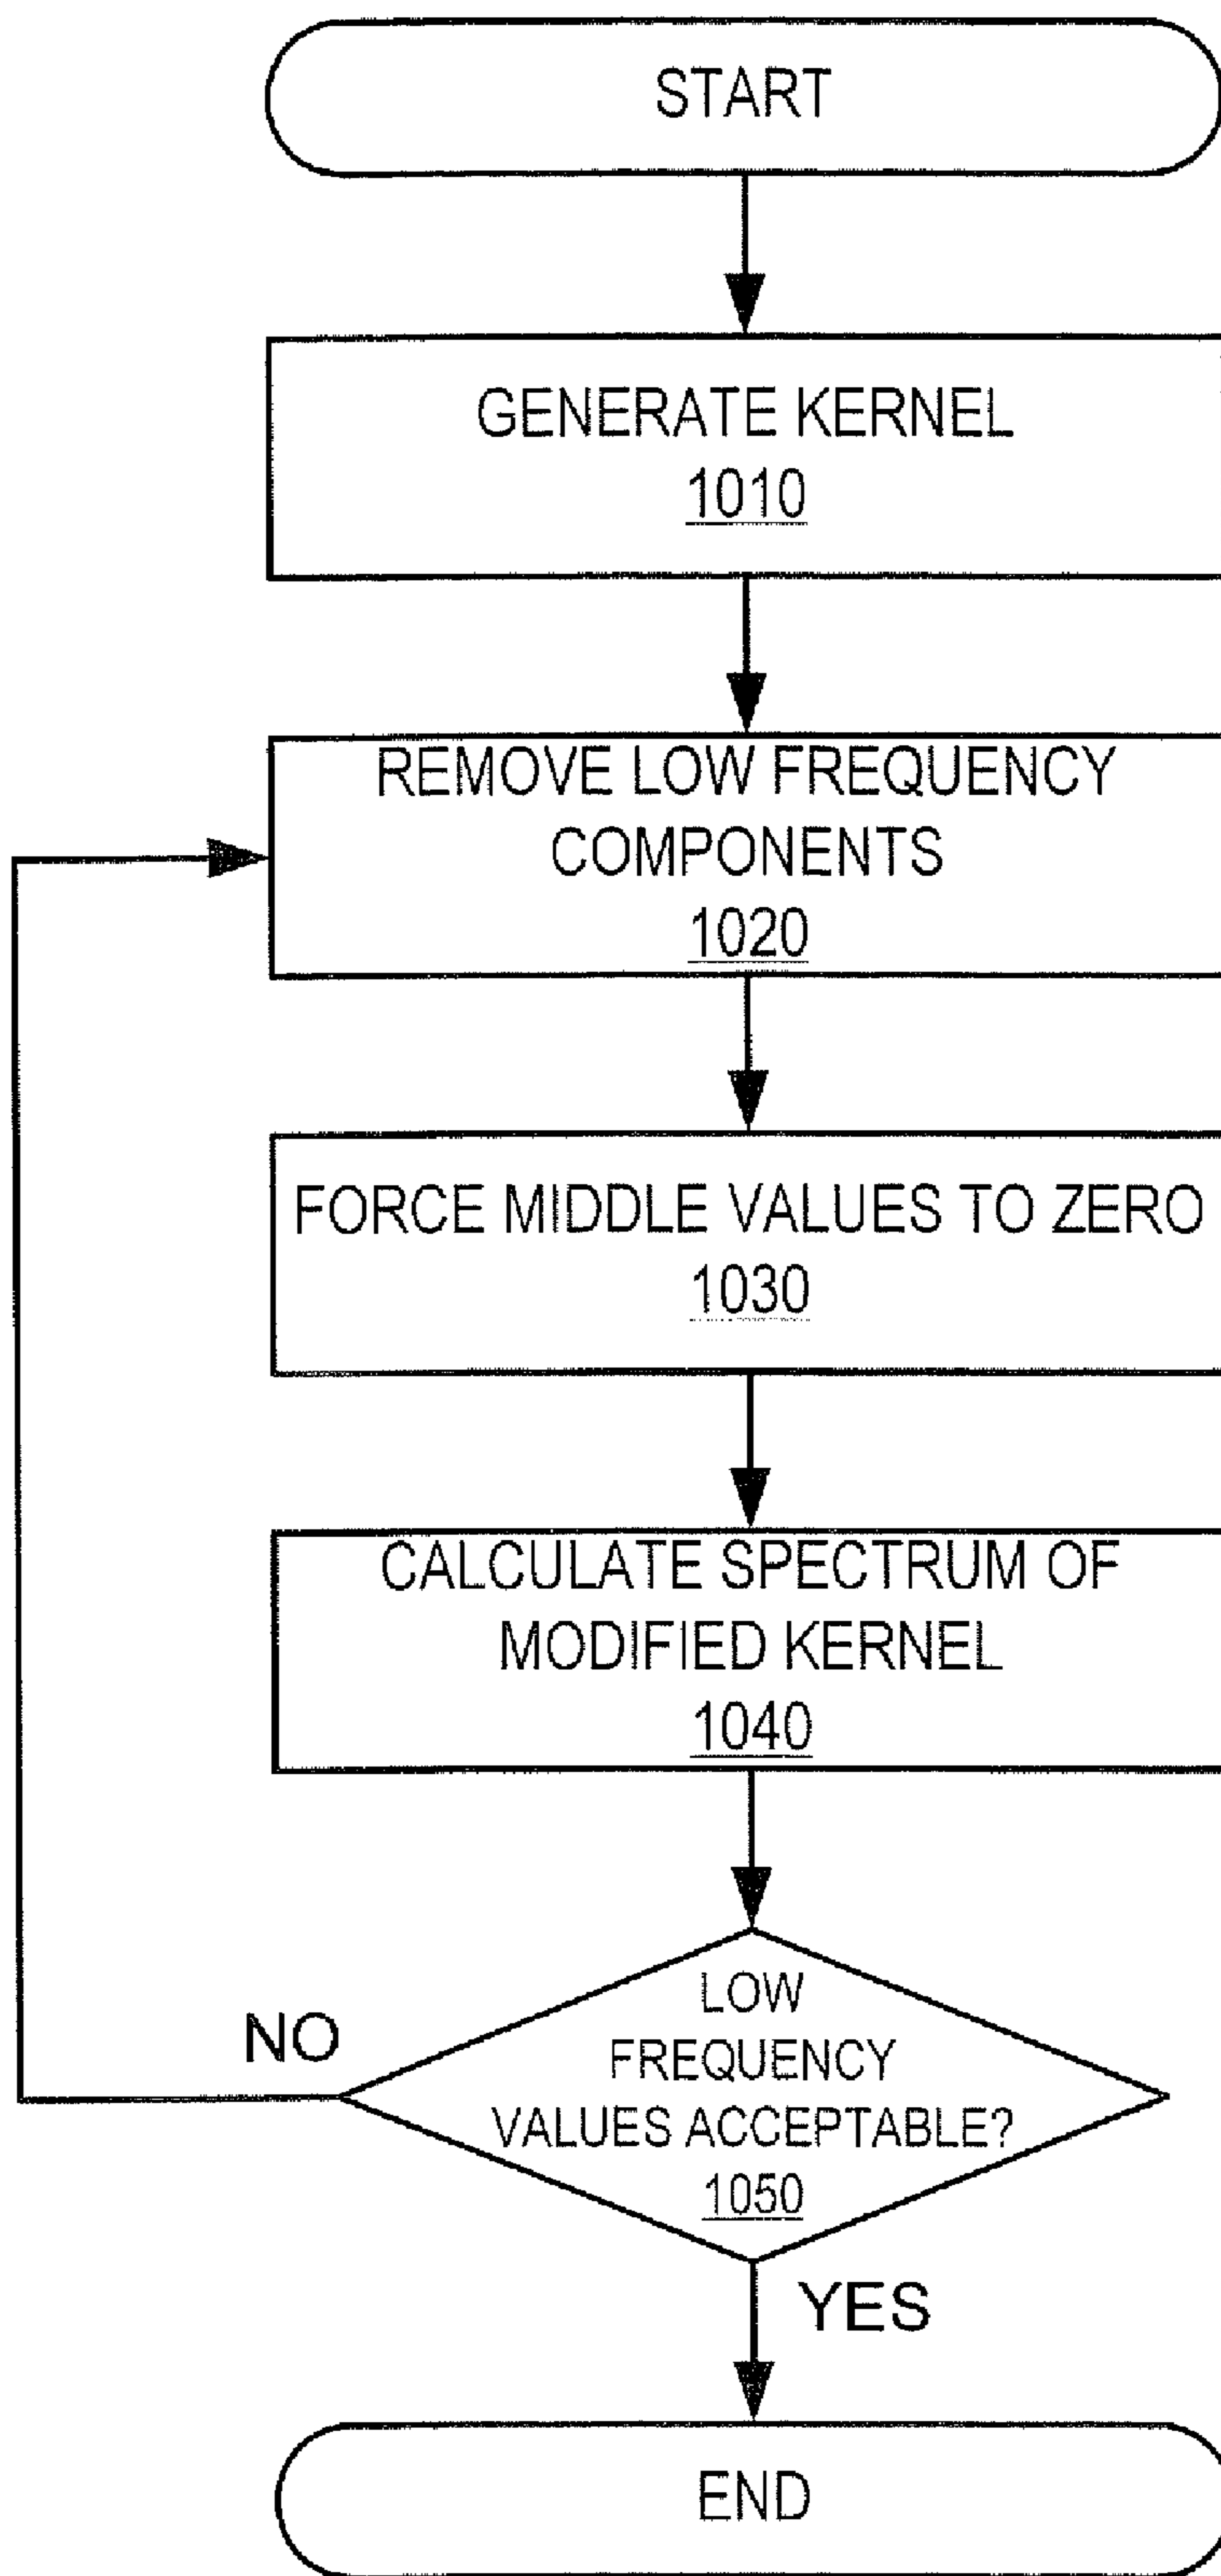 START
GENERATE KERNEL
1010
REMOVE LOW FREQUENCY
COMPONENTS
1020
FORCE MIDDLE VALUES TO ZERO
1030
CALCULATE SPECTRUM OF
MODIFIED KERNEL
1040
LOW
FREQUENCY
VALUES ACCEPTABLE?
1050
NO
YES
END